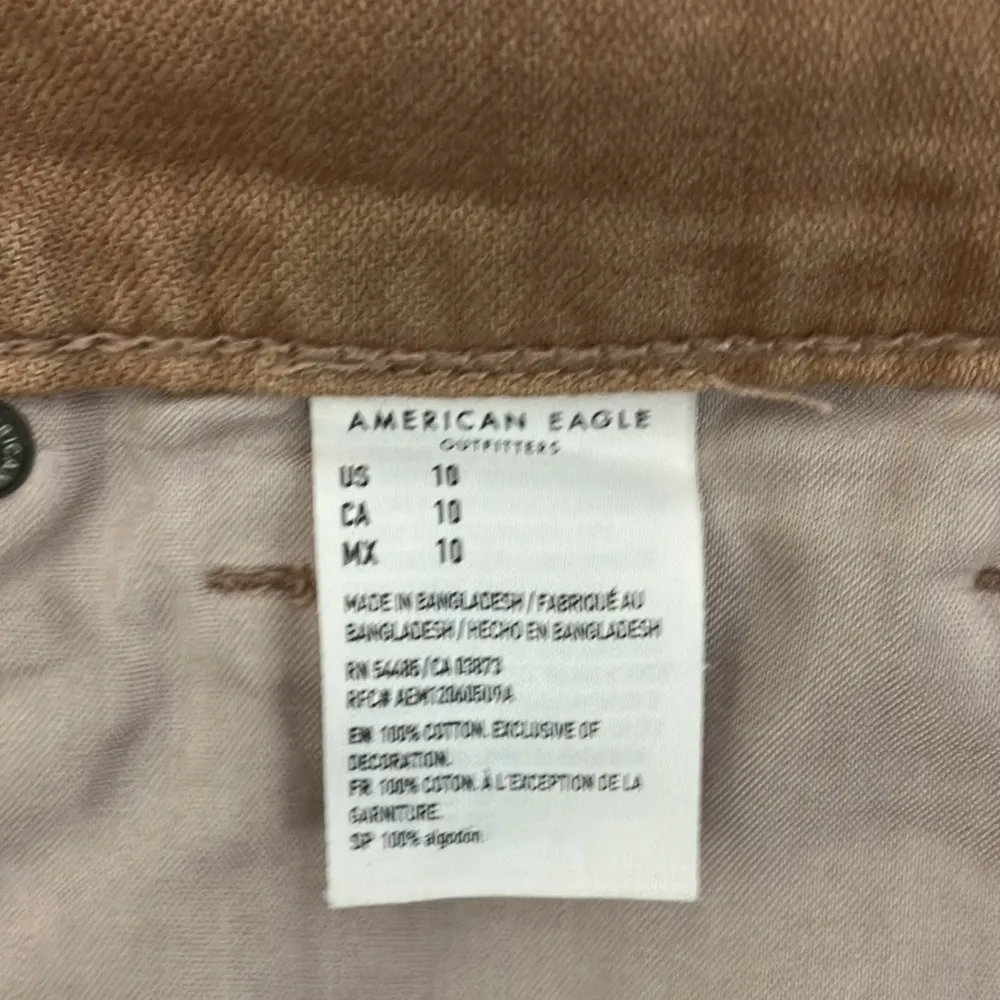 AMERICAN EAGLE
OUTFITTERS
US 10
CA 10
MX 10
MADE IN BANGLADESH / FABRIQUÉ AU
BANGLADESH / HECHO EN BANGLADESH
RN 54485 / CA 03873
RFC# AEM12060509A
EN 100% COTTON. EXCLUSIVE OF
DECORATION.
FR 100% COTON. À L'EXCEPTION DE LA
GARNITURE.
SP 100% algodón